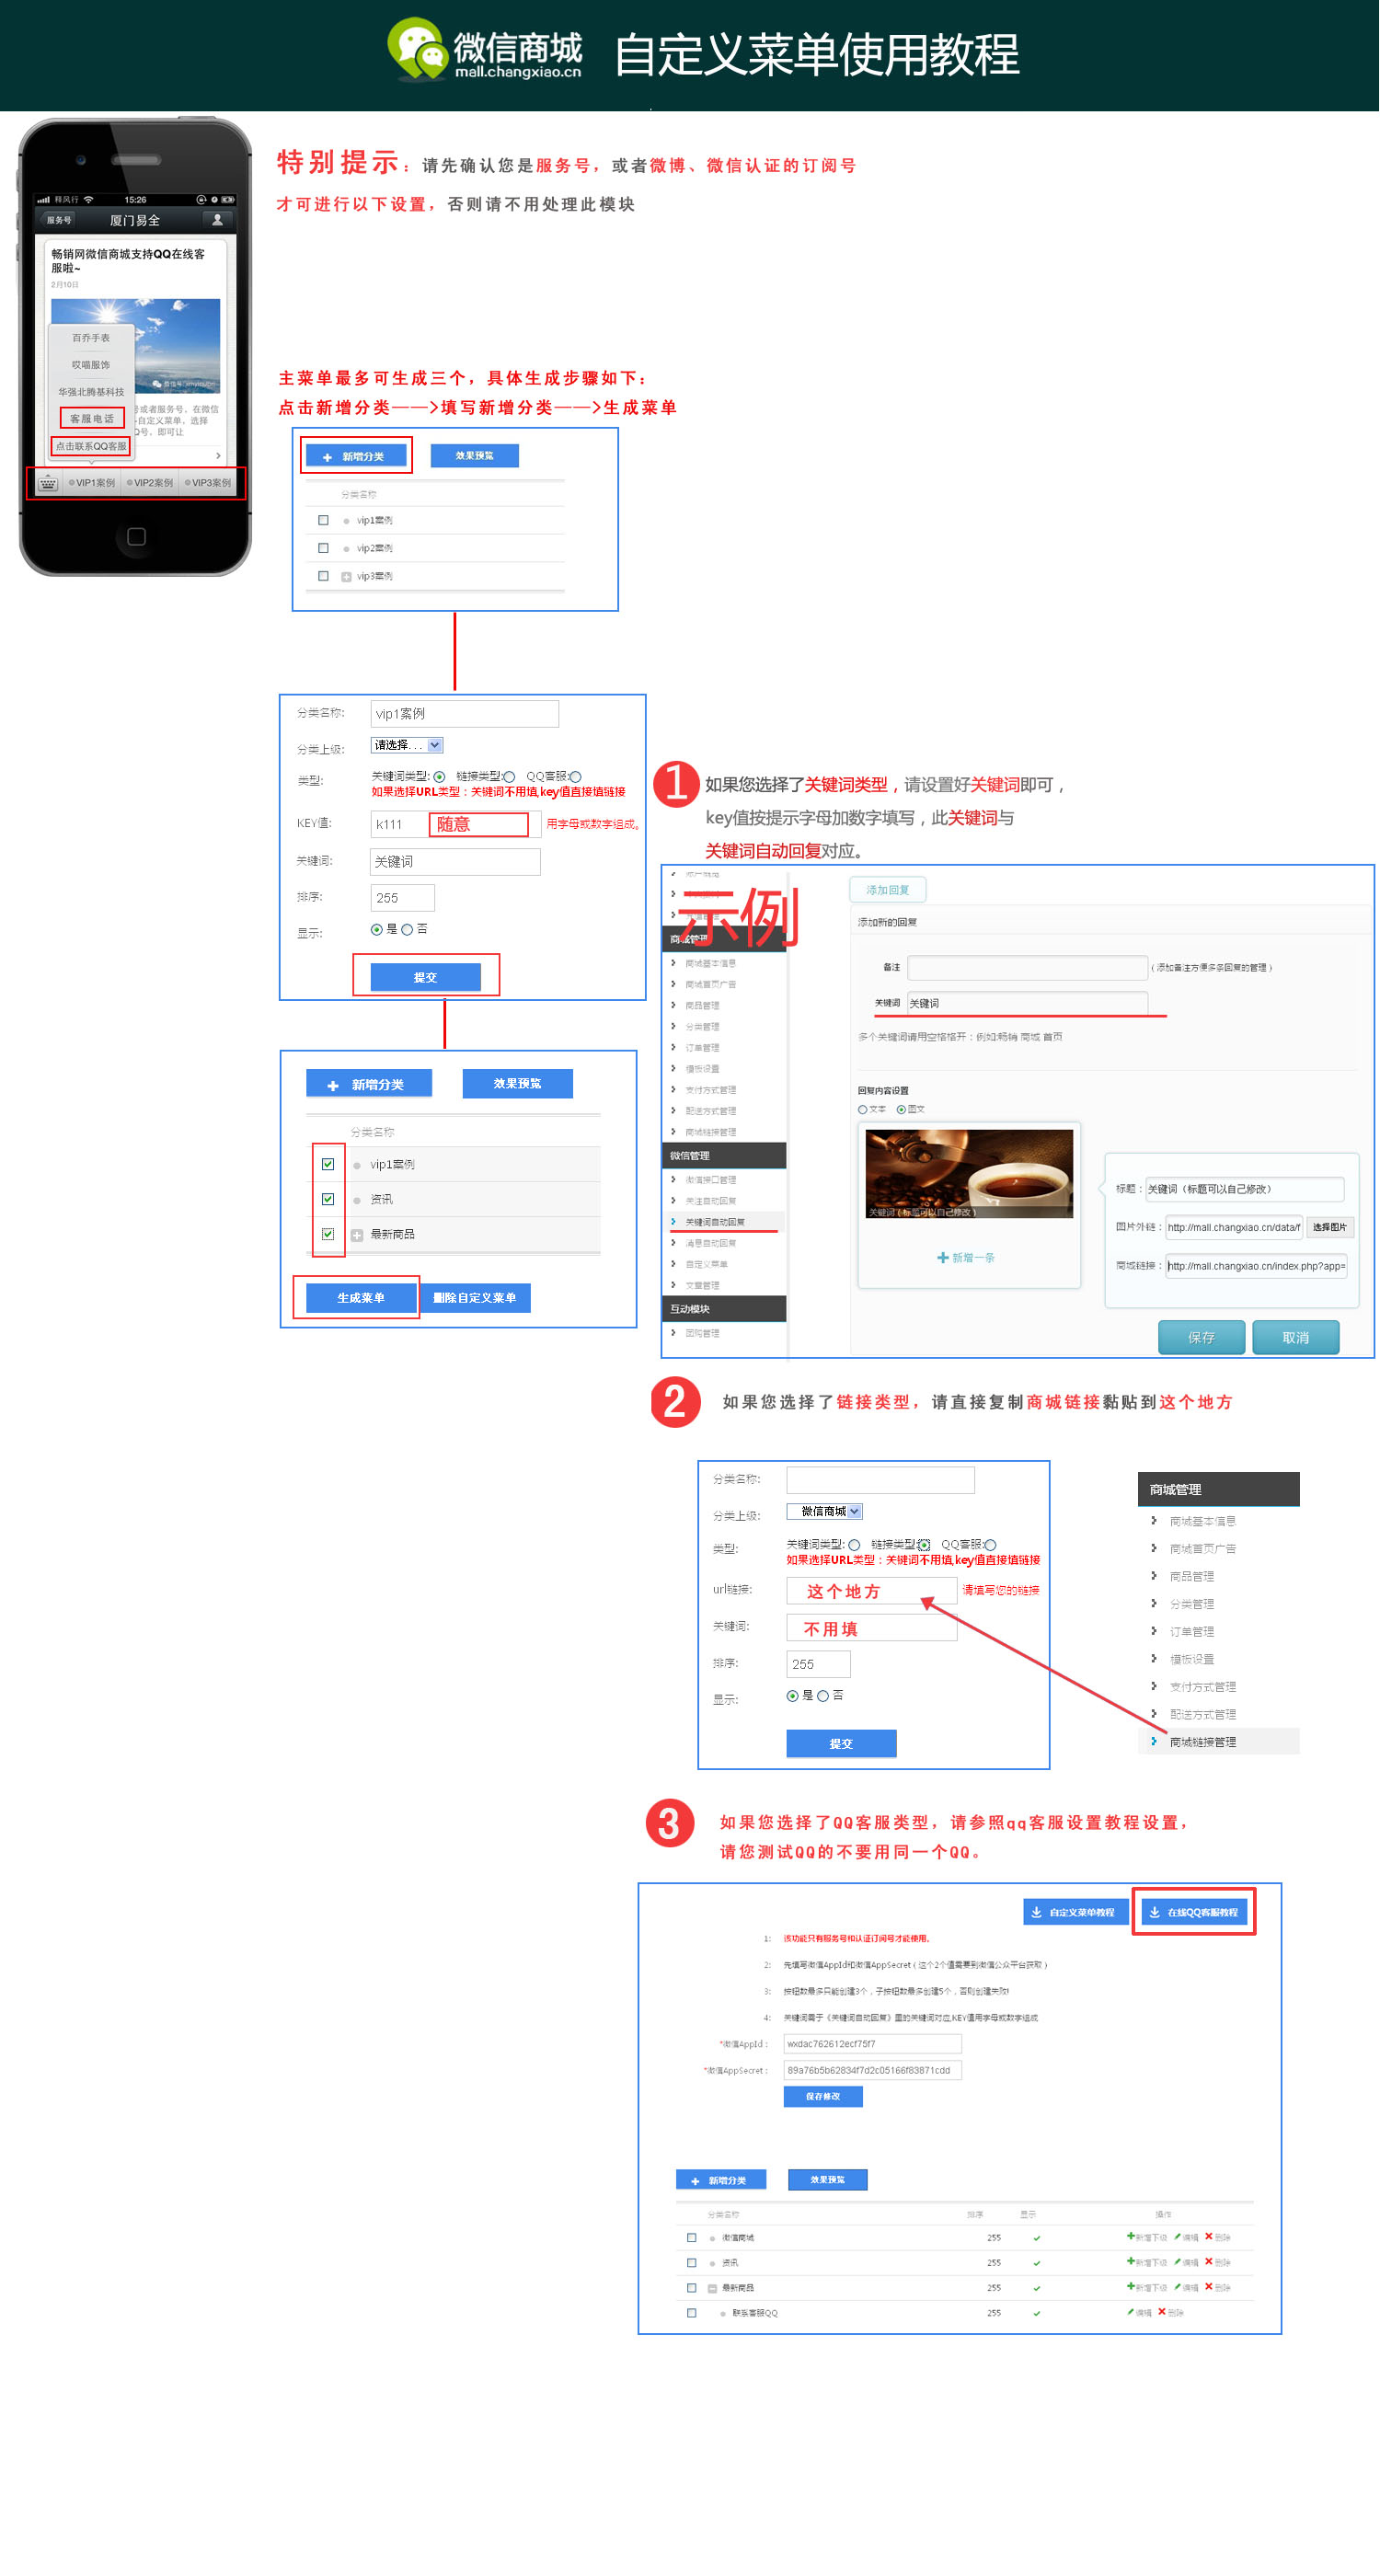 微信商城
mall.changxiao.cn
自定义菜单使用教程
特别提示：请先确认您是服务号，或者微博、微信认证的订阅号
才可进行以下设置，否则请不用处理此模块
释风行
15:26
服务号
厦门易全
畅销网微信商城支持QQ在线客
服啦~
2月10日
百乔手表
哎喵服饰
华强北腾基科技
客服电话
点击联系QQ客服
号或者服务号，在微信
自定义菜单，选择
Q号，即可让
VIP1案例
VIP2案例
VIP3案例
主菜单最多可生成三个，具体生成步骤如下：
点击新增分类——>填写新增分类——>生成菜单
新增分类
效果预览
分类名称
vip1案例
vip2案例
vip3案例
分类名称:
vip1案例
分类上级:
请选择...
类型:
关键词类型: 链接类型: QQ客服:
如果选择URL类型：关键词不用填,key值直接填链接
KEY值:
k111
随意
用字母或数字组成。
关键词:
关键词
排序:
255
显示:
是 否
提交
新增分类
效果预览
分类名称
vip1案例
资讯
最新商品
生成菜单
删除自定义菜单
1
如果您选择了关键词类型，请设置好关键词即可，
key值按提示字母加数字填写，此关键词与
关键词自动回复对应。
示例
商城管理
商城基本信息
商城首页广告
商品管理
分类管理
订单管理
模板设置
支付方式管理
配送方式管理
商城链接管理
微信管理
微信接口管理
关注自动回复
关键词自动回复
消息自动回复
自定义菜单
文章管理
互动模块
团购管理
添加回复
添加新的回复
备注
（添加备注方便多条回复的管理）
关键词
关键词
多个关键词请用空格格开：例如:畅销 商城 首页
回复内容设置
文本 图文
关键词（标题可以自己修改）
新增一条
标题：
关键词（标题可以自己修改）
图片外链：
http://mall.changxiao.cn/data/f
选择图片
商城链接：
http://mall.changxiao.cn/index.php?app=
保存
取消
2
如果您选择了链接类型，请直接复制商城链接黏贴到这个地方
分类名称:
分类上级:
微信商城
类型:
关键词类型: 链接类型: QQ客服:
如果选择URL类型：关键词不用填,key值直接填链接
url链接:
这个地方
请填写您的链接
关键词:
不用填
排序:
255
显示:
是 否
提交
商城管理
商城基本信息
商城首页广告
商品管理
分类管理
订单管理
模板设置
支付方式管理
配送方式管理
商城链接管理
3
如果您选择了QQ客服类型，请参照qq客服设置教程设置，
请您测试QQ的不要用同一个QQ。
自定义菜单教程
在线QQ客服教程
1: 该功能只有服务号和认证订阅号才能使用。
2: 先填写微信AppId和微信AppSecret（这个2个值需要到微信公众平台获取）
3: 按钮数最多只能创建3个，子按钮数最多创建5个，否则创建失败!
4: 关键词需于《关键词自动回复》里的关键词对应,KEY值用字母或数字组成
*微信AppId：
wxdac762612ecf75f7
*微信AppSecret：
89a76b5b62834f7d2c05166f83871cdd
保存修改
新增分类
效果预览
分类名称 排序 显示 操作
微信商城 255 新增下级 编辑 删除
资讯 255 新增下级 编辑 删除
最新商品 255 新增下级 编辑 删除
联系客服QQ 255 编辑 删除